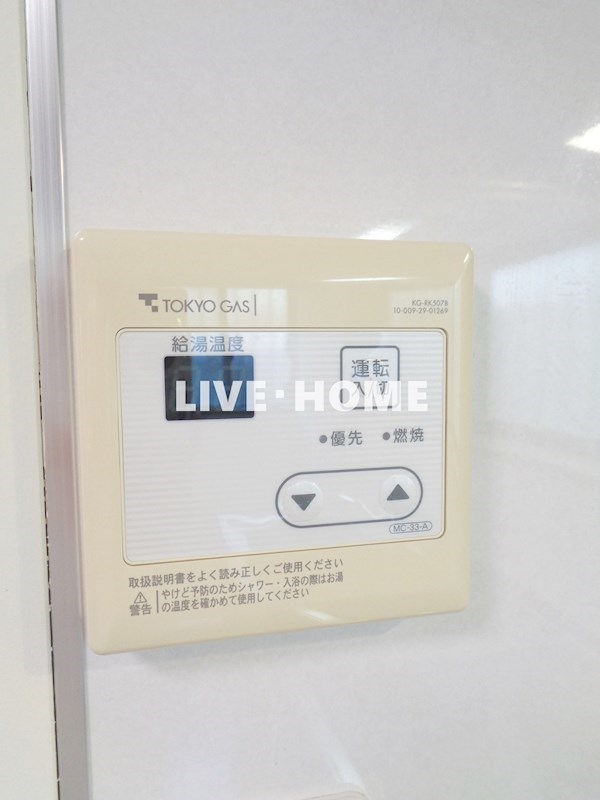 TOKYO GAS
KG-RK507B
10-009-29-01269
給湯温度
運転
入 切
LIVE・HOME
優先 燃焼
MC-33-A
取扱説明書をよく読み正しくご使用ください
警告 やけど予防のためシャワー・入浴の際はお湯
の温度を確かめて使用してください